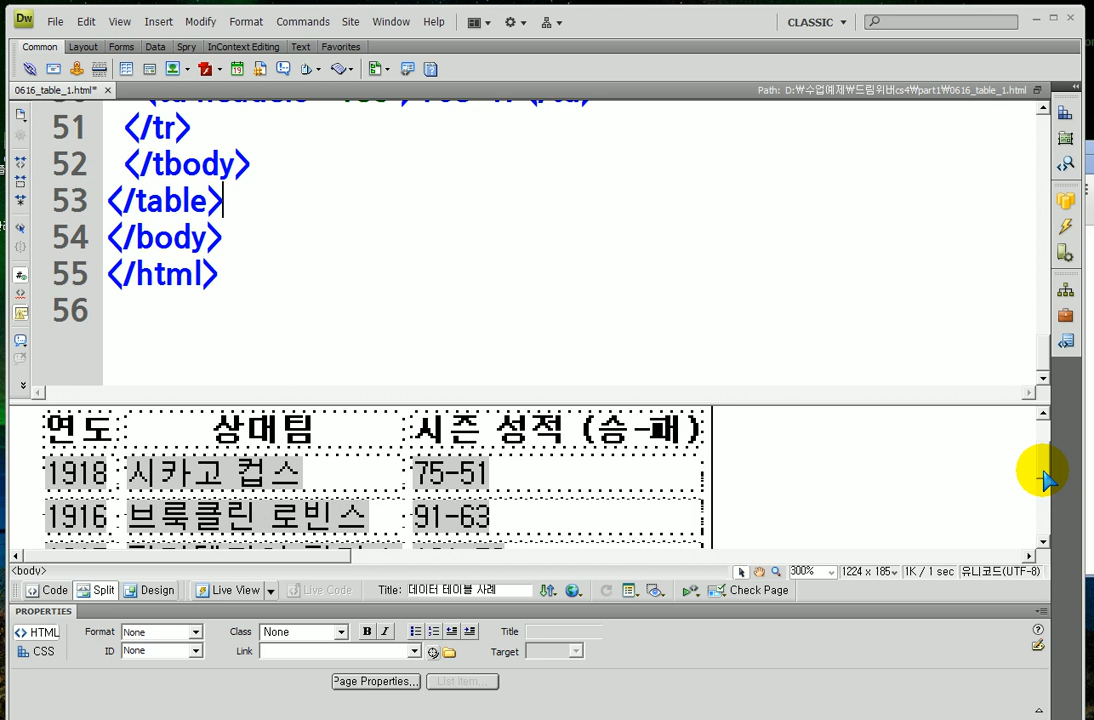 Dw File Edit View Insert Modify Format Commands Site Window Help CLASSIC
Common Layout Forms Data Spry InContext Editing Text Favorites
0616_table_1.html* Path: D:₩수업예제₩드림위버cs4₩part1₩0616_table_1.html
51 </tr>
52 </tbody>
53 </table>
54 </body>
55 </html>
56
연도 상대팀 시즌 성적 (승-패)
1918 시카고 컵스 75-51
1916 브룩클린 로빈스 91-63
<body> 300% 1224 x 185 1K / 1 sec 유니코드(UTF-8)
Code Split Design Live View Live Code Title: 데이터 테이블 사례 Check Page
PROPERTIES
<> HTML Format None Class None B I Title
CSS ID None Link Target
Page Properties... List Item...